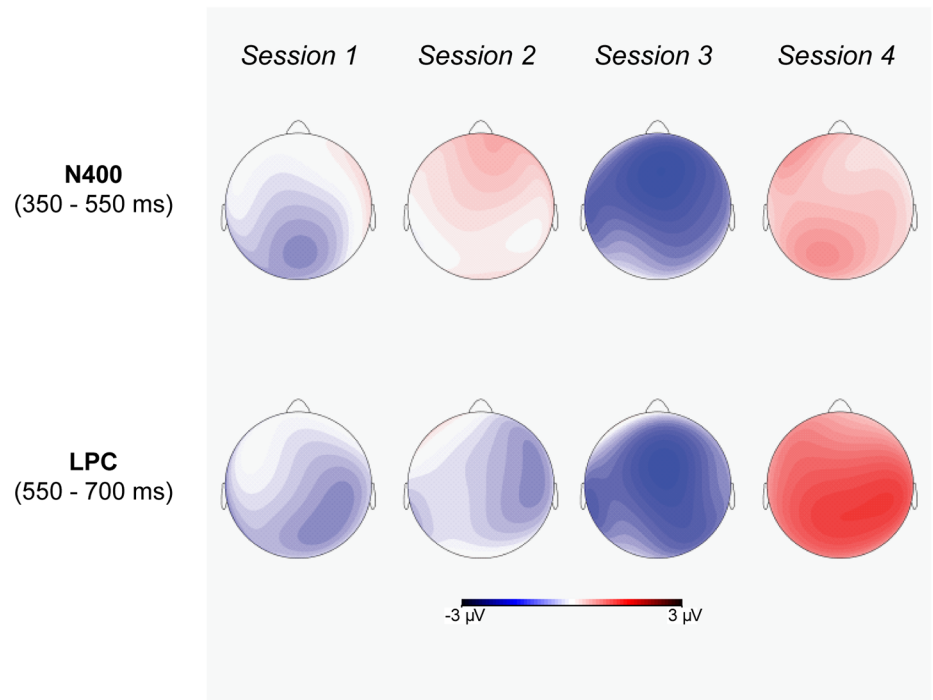 Session 1 Session 2 Session 3 Session 4
N400
(350 - 550 ms)
LPC
(550 - 700 ms)
-3 µV 3 µV